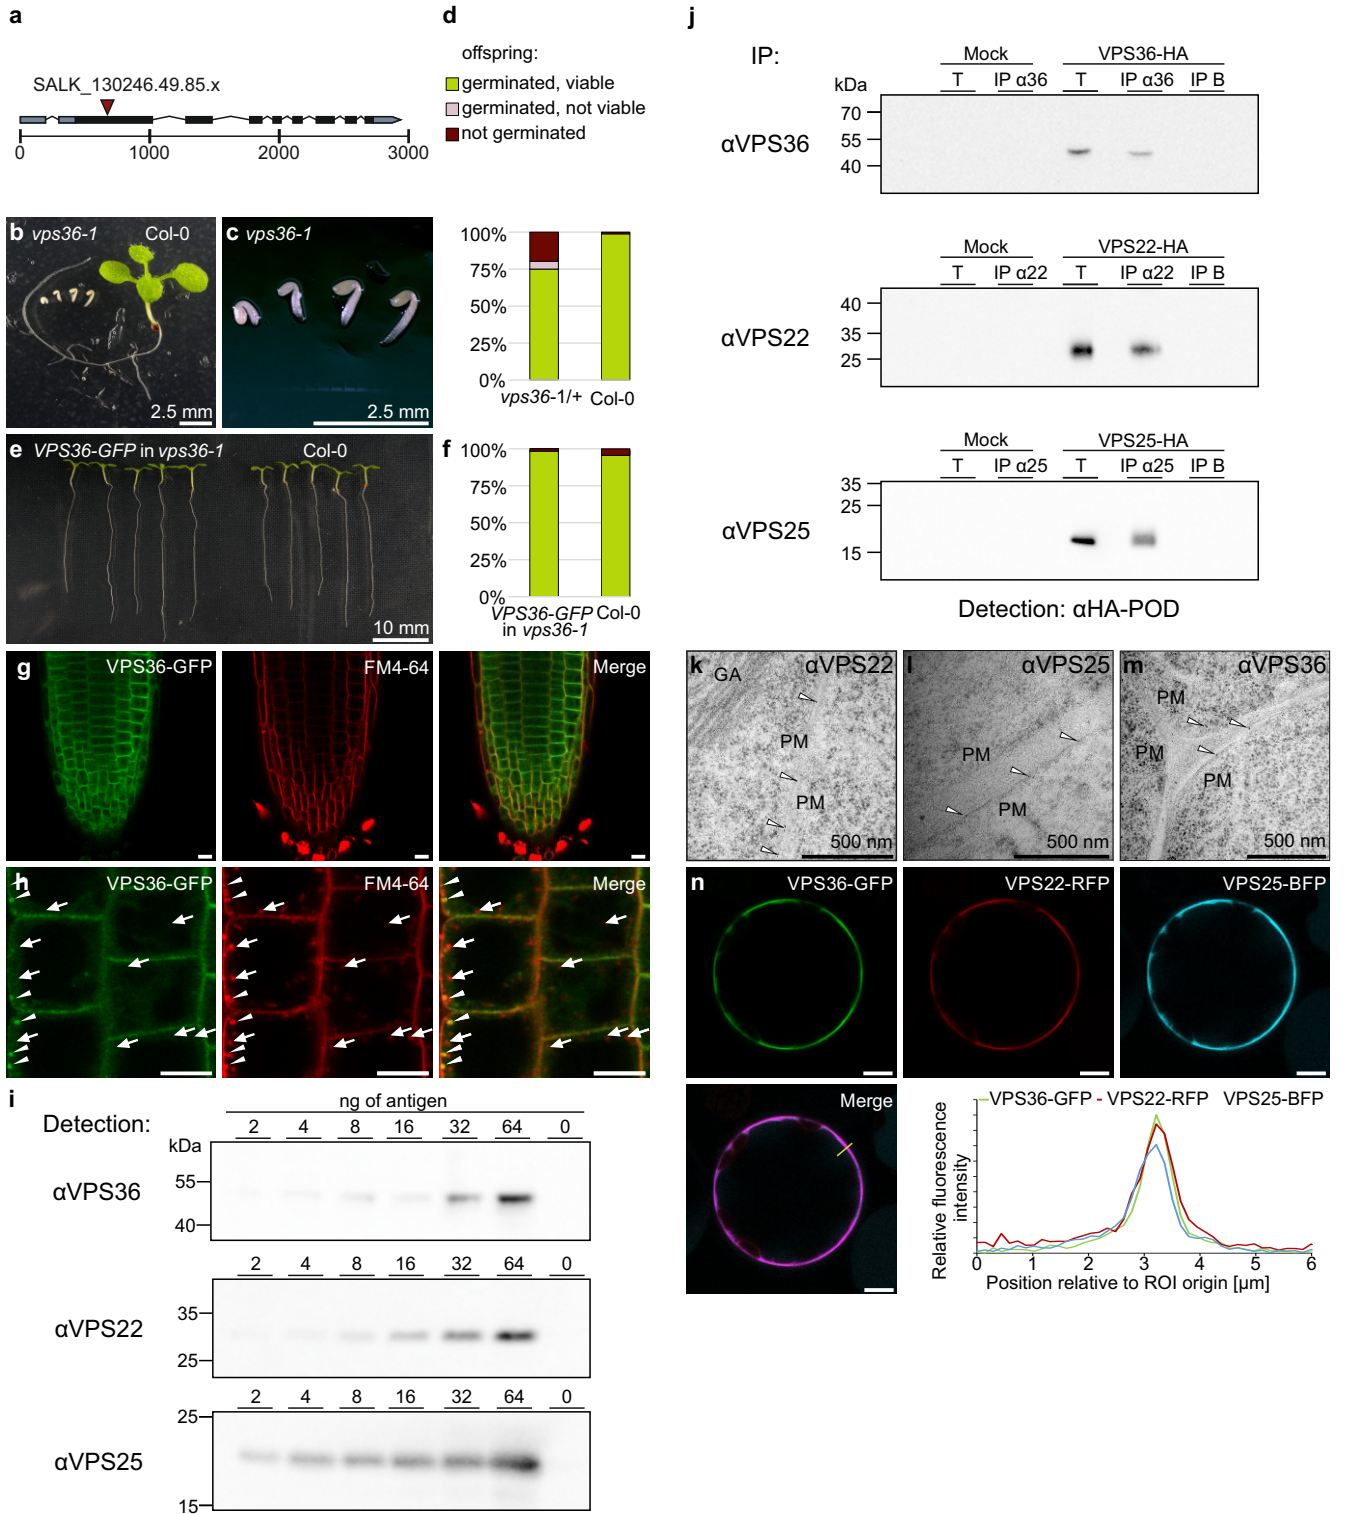 a
SALK_130246.49.85.x
0 1000 2000 3000
b vps36-1 Col-0
2.5 mm
c vps36-1
2.5 mm
d
offspring:
germinated, viable
germinated, not viable
not germinated
100%
75%
50%
25%
0%
vps36-1/+ Col-0
e VPS36-GFP in vps36-1 Col-0
10 mm
f
100%
75%
50%
25%
0%
VPS36-GFP in vps36-1
Col-0
g VPS36-GFP FM4-64 Merge
h VPS36-GFP FM4-64 Merge
i
ng of antigen
Detection: 2 4 8 16 32 64 0
kDa
αVPS36
55
40
2 4 8 16 32 64 0
αVPS22
35
25
2 4 8 16 32 64 0
αVPS25
25
15
j
IP:
Mock VPS36-HA
kDa T IP α36 T IP α36 IP B
αVPS36
70
55
40
Mock VPS22-HA
T IP α22 T IP α22 IP B
αVPS22
40
35
25
Mock VPS25-HA
T IP α25 T IP α25 IP B
αVPS25
35
25
15
Detection: αHA-POD
k αVPS22
GA
PM
PM
500 nm
l αVPS25
PM
PM
500 nm
m αVPS36
PM
PM
PM
500 nm
n VPS36-GFP VPS22-RFP VPS25-BFP
Merge
VPS36-GFP VPS22-RFP VPS25-BFP
Relative fluorescence
intensity
0 1 2 3 4 5 6
Position relative to ROI origin [µm]